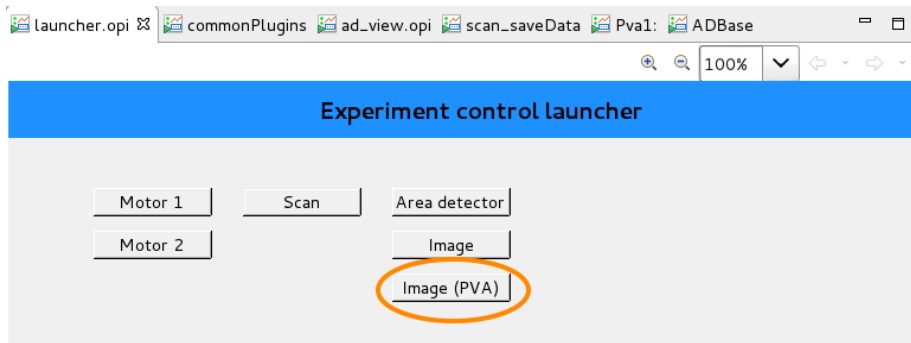 launcher.opi commonPlugins ad_view.opi scan_saveData Pva1: ADBase
100%
Experiment control launcher
Motor 1 Scan Area detector
Motor 2 Image
Image (PVA)